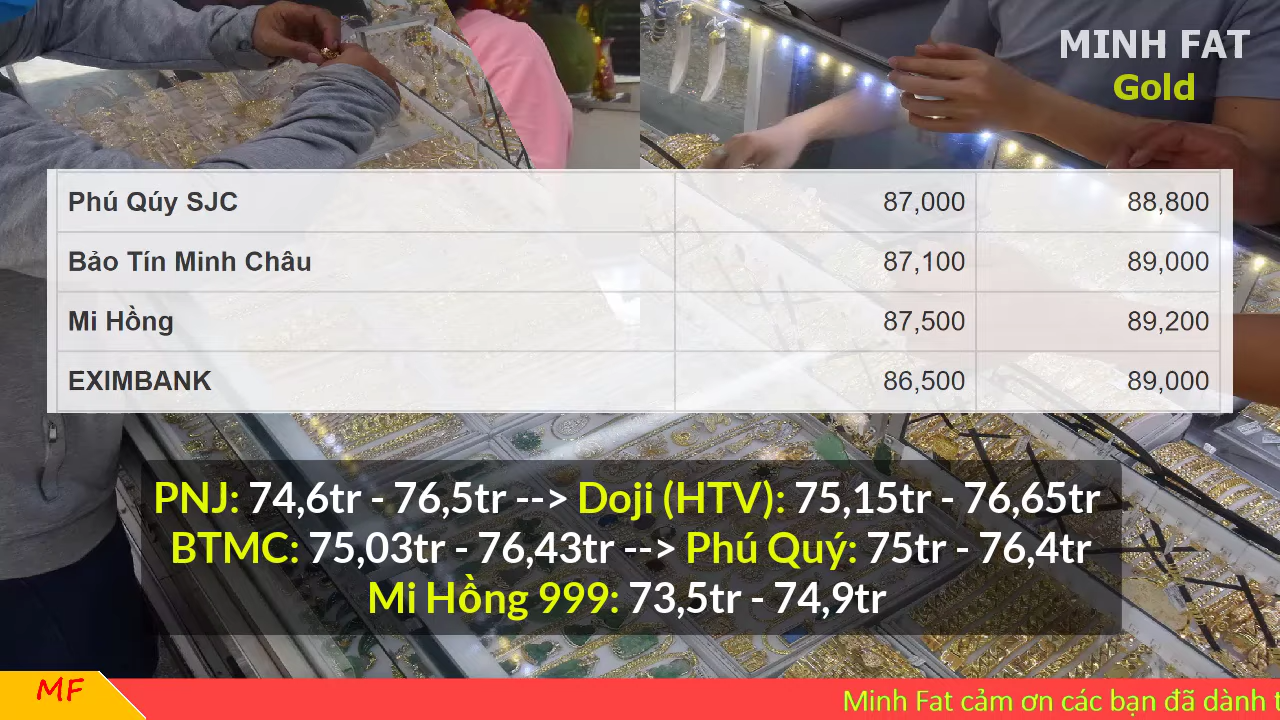 MINH FAT
Gold
Phú Qúy SJC 87,000 88,800
Bảo Tín Minh Châu 87,100 89,000
Mi Hồng 87,500 89,200
EXIMBANK 86,500 89,000
PNJ: 74,6tr - 76,5tr --> Doji (HTV): 75,15tr - 76,65tr
BTMC: 75,03tr - 76,43tr --> Phú Quý: 75tr - 76,4tr
Mi Hồng 999: 73,5tr - 74,9tr
MF
Minh Fat cảm ơn các bạn đã dành